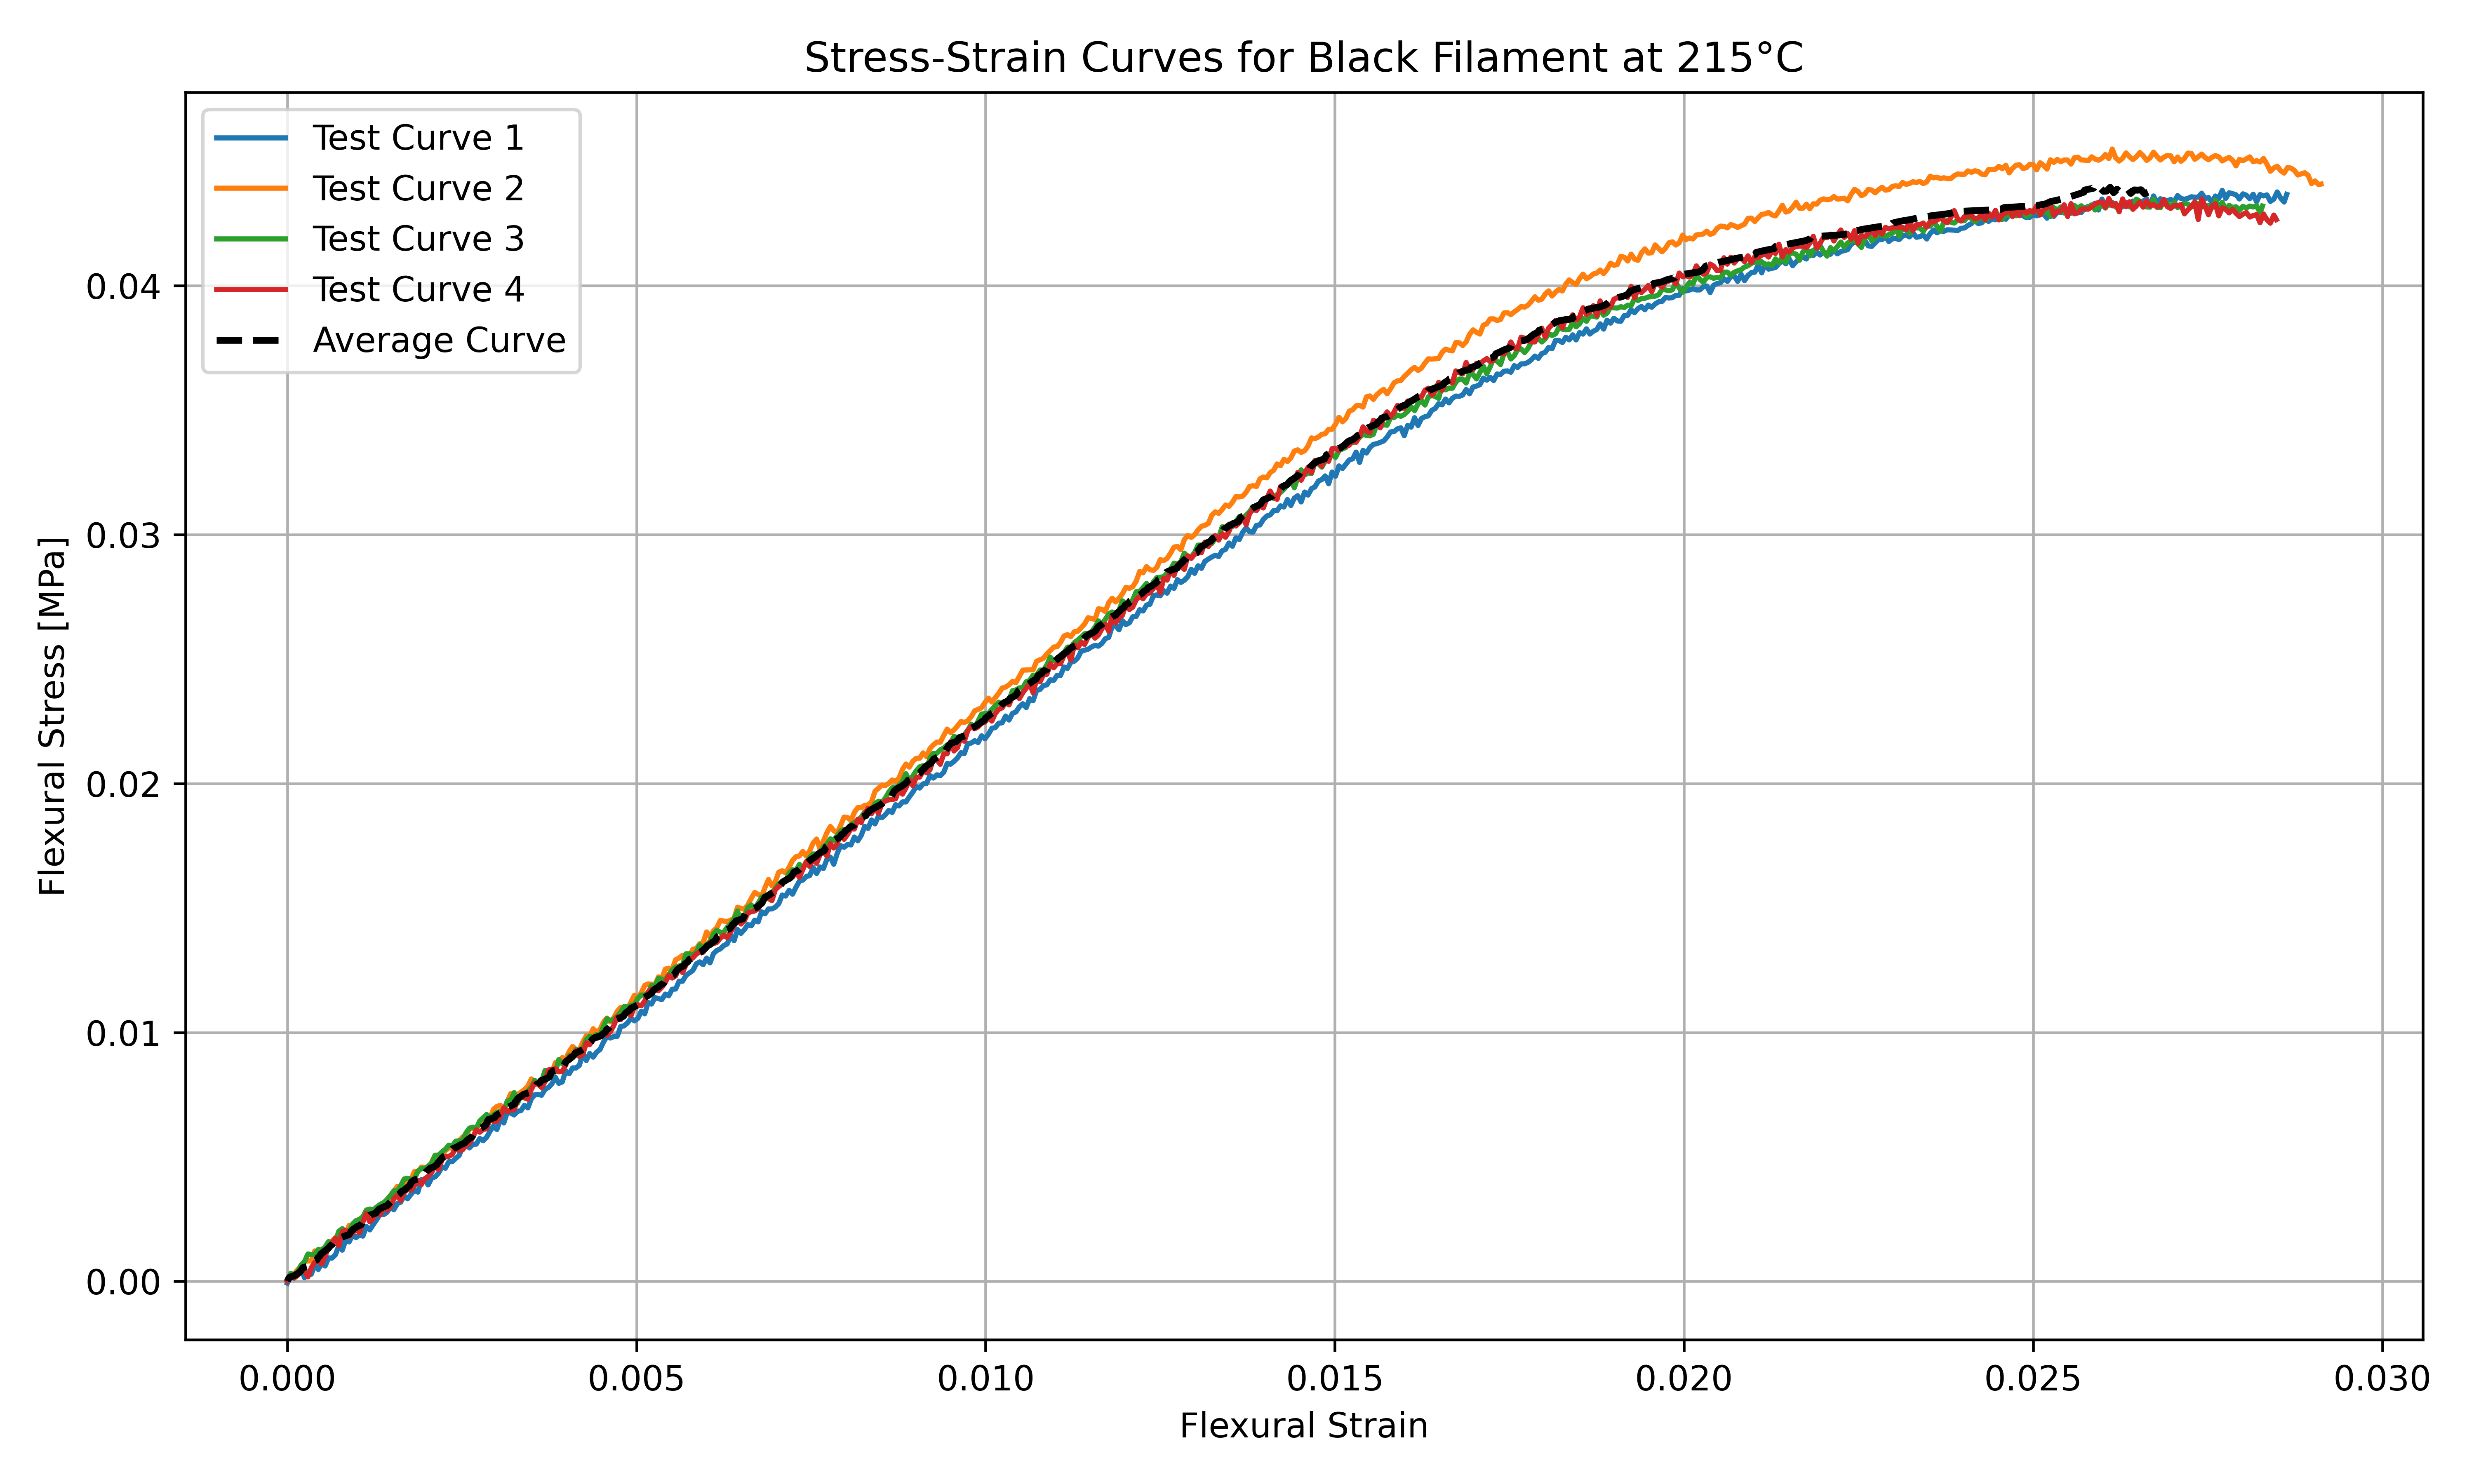 Stress-Strain Curves for Black Filament at 215°C
Test Curve 1
Test Curve 2
Test Curve 3
Test Curve 4
Average Curve
Flexural Stress [MPa]
0.04
0.03
0.02
0.01
0.00
0.000
0.005
0.010
0.015
0.020
0.025
0.030
Flexural Strain